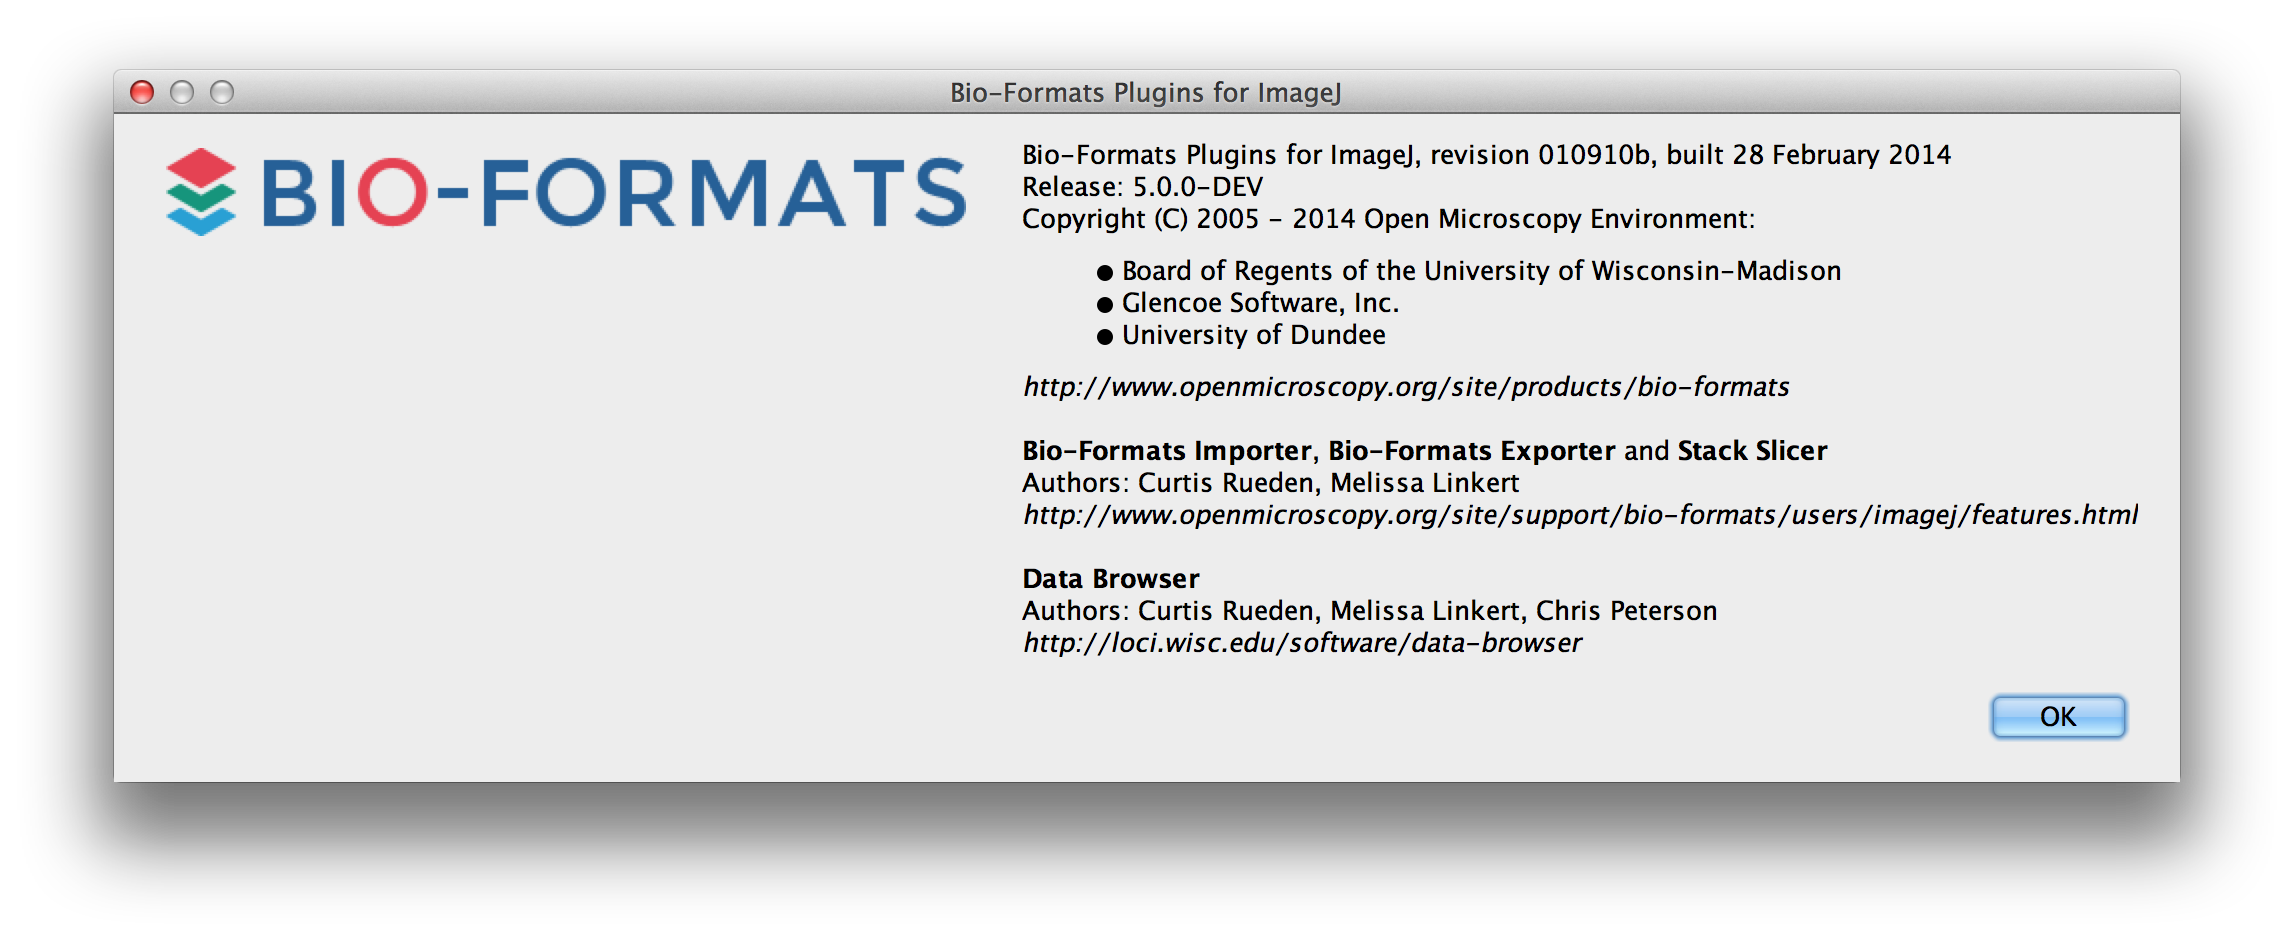 Bio-Formats Plugins for ImageJ
BIO-FORMATS
Bio-Formats Plugins for ImageJ, revision 010910b, built 28 February 2014
Release: 5.0.0-DEV
Copyright (C) 2005 - 2014 Open Microscopy Environment:
● Board of Regents of the University of Wisconsin-Madison
● Glencoe Software, Inc.
● University of Dundee
http://www.openmicroscopy.org/site/products/bio-formats
Bio-Formats Importer, Bio-Formats Exporter and Stack Slicer
Authors: Curtis Rueden, Melissa Linkert
http://www.openmicroscopy.org/site/support/bio-formats/users/imagej/features.html
Data Browser
Authors: Curtis Rueden, Melissa Linkert, Chris Peterson
http://loci.wisc.edu/software/data-browser
OK